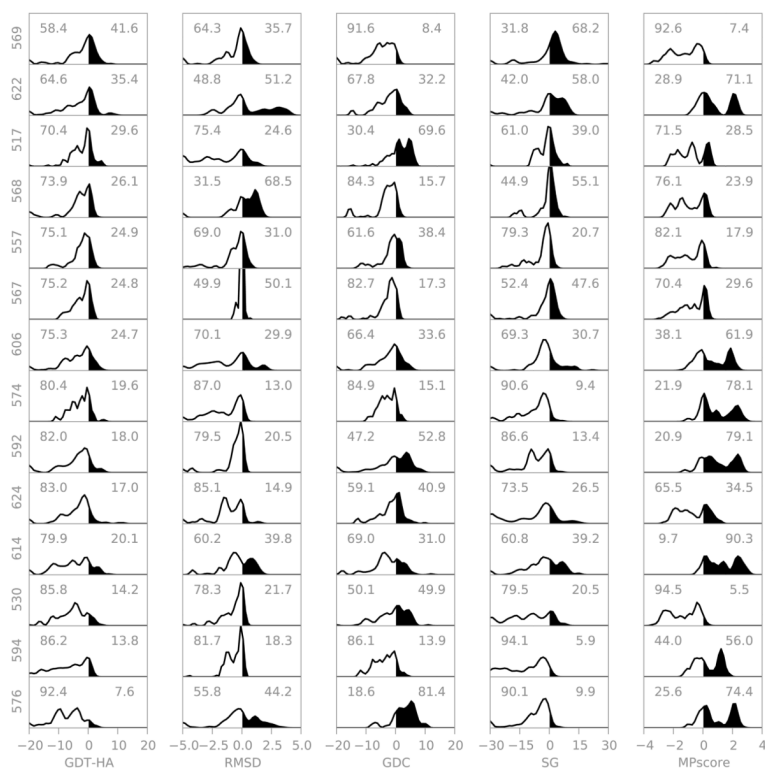 569 58.4 41.6 64.3 35.7 91.6 8.4 31.8 68.2 92.6 7.4
622 64.6 35.4 48.8 51.2 67.8 32.2 42.0 58.0 28.9 71.1
517 70.4 29.6 75.4 24.6 30.4 69.6 61.0 39.0 71.5 28.5
568 73.9 26.1 31.5 68.5 84.3 15.7 44.9 55.1 76.1 23.9
557 75.1 24.9 69.0 31.0 61.6 38.4 79.3 20.7 82.1 17.9
567 75.2 24.8 49.9 50.1 82.7 17.3 52.4 47.6 70.4 29.6
606 75.3 24.7 70.1 29.9 66.4 33.6 69.3 30.7 38.1 61.9
574 80.4 19.6 87.0 13.0 84.9 15.1 90.6 9.4 21.9 78.1
592 82.0 18.0 79.5 20.5 47.2 52.8 86.6 13.4 20.9 79.1
624 83.0 17.0 85.1 14.9 59.1 40.9 73.5 26.5 65.5 34.5
614 79.9 20.1 60.2 39.8 69.0 31.0 60.8 39.2 9.7 90.3
530 85.8 14.2 78.3 21.7 50.1 49.9 79.5 20.5 94.5 5.5
594 86.2 13.8 81.7 18.3 86.1 13.9 94.1 5.9 44.0 56.0
576 92.4 7.6 55.8 44.2 18.6 81.4 90.1 9.9 25.6 74.4
−20 −10 0 10 20 −5.0 −2.5 0.0 2.5 5.0 −20 −10 0 10 20 −30 −15 0 15 30 −4 −2 0 2 4
GDT-HA RMSD GDC SG MPscore